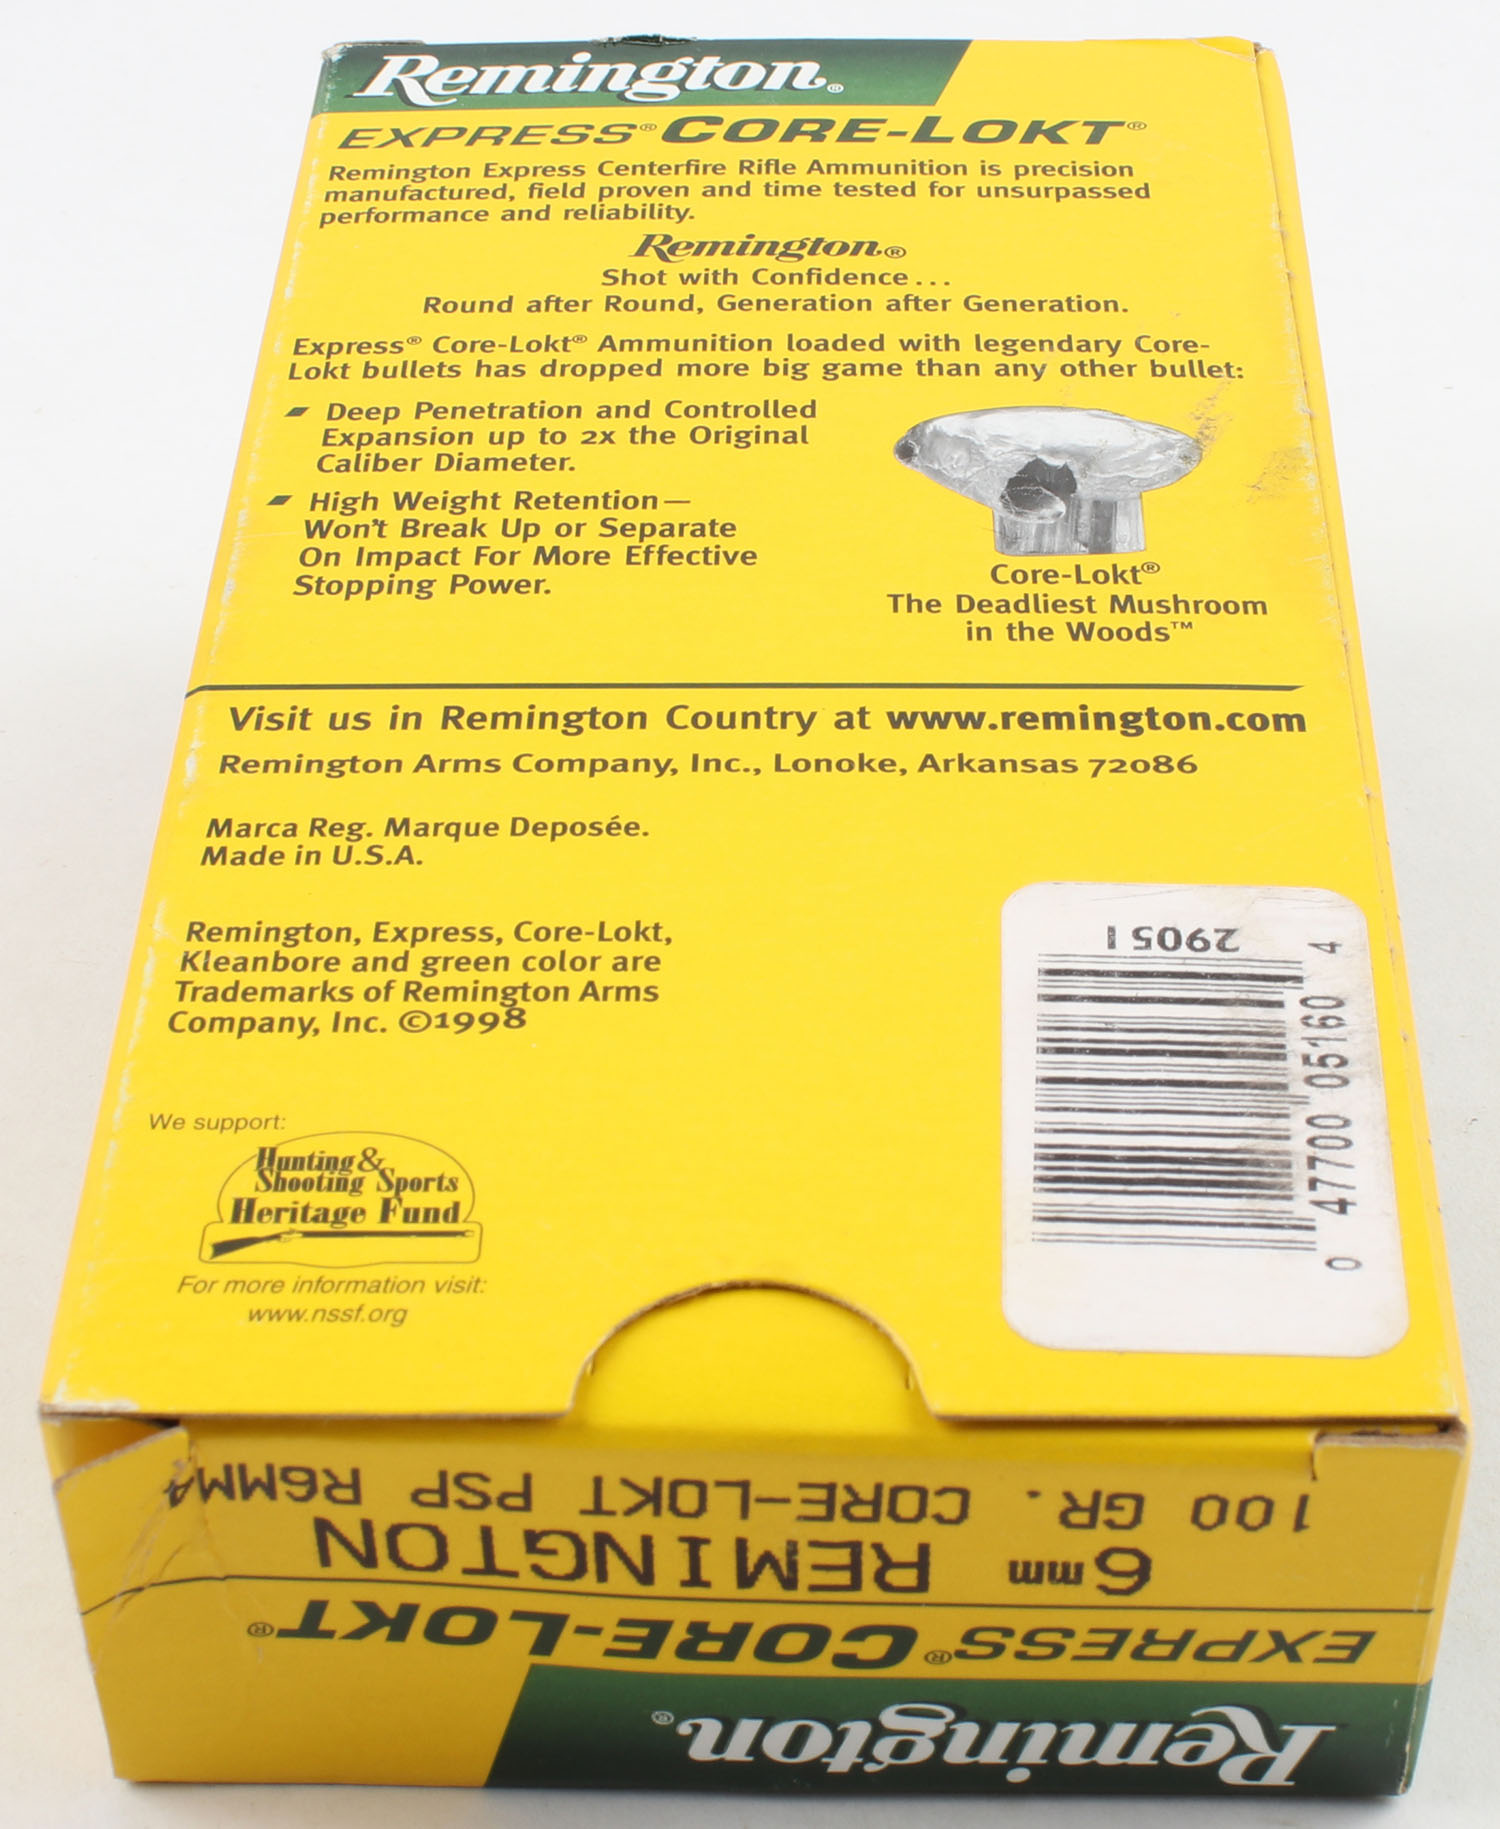 Remington®
EXPRESS® CORE-LOKT®
Remington Express Centerfire Rifle Ammunition is precision
manufactured, field proven and time tested for unsurpassed
performance and reliability.
Remington®
Shot with Confidence...
Round after Round, Generation after Generation.
Express® Core-Lokt® Ammunition loaded with legendary Core-
Lokt bullets has dropped more big game than any other bullet:
Deep Penetration and Controlled
Expansion up to 2x the Original
Caliber Diameter.
High Weight Retention—
Won't Break Up or Separate
On Impact For More Effective
Stopping Power.
Core-Lokt®
The Deadliest Mushroom
in the Woods™
Visit us in Remington Country at www.remington.com
Remington Arms Company, Inc., Lonoke, Arkansas 72086
Marca Reg. Marque Deposée.
Made in U.S.A.
Remington, Express, Core-Lokt,
Kleanbore and green color are
Trademarks of Remington Arms
Company, Inc. ©1998
29051
0 47700 05160 4
We support:
Hunting &
Shooting Sports
Heritage Fund
For more information visit:
www.nssf.org
Remington®
EXPRESS® CORE-LOKT®
6mm REMINGTON
100 GR. CORE-LOKT PSP R6MM4